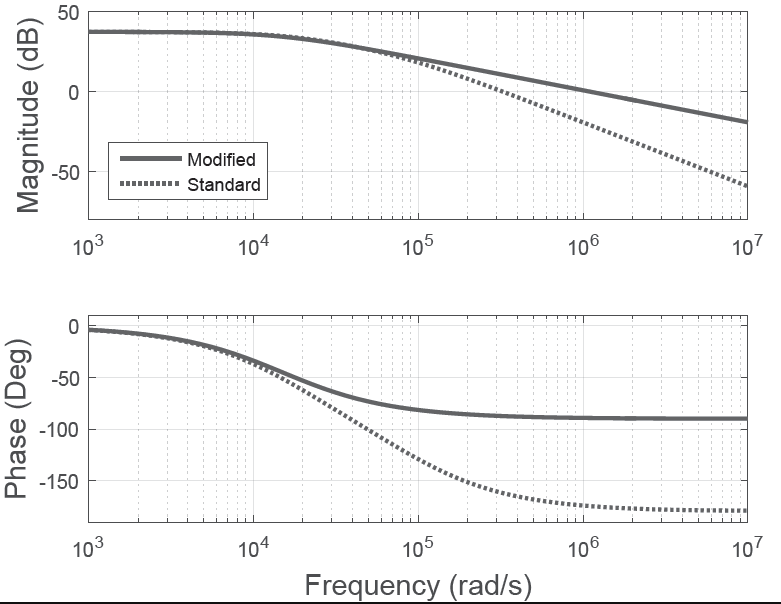 Magnitude (dB)
50
0
-50
Modified
Standard
10^3 10^4 10^5 10^6 10^7
Phase (Deg)
0
-50
-100
-150
10^3 10^4 10^5 10^6 10^7
Frequency (rad/s)